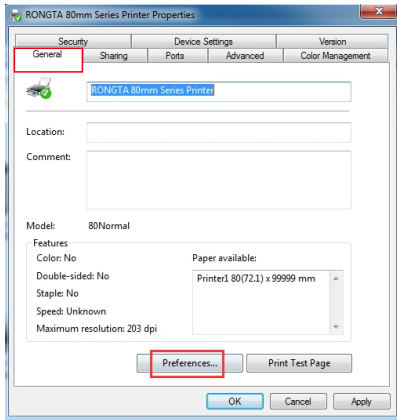 RONGTA 80mm Series Printer Properties
Security Device Settings Version
General Sharing Ports Advanced Color Management
RONGTA 80mm Series Printer
Location:
Comment:
Model: 80Normal
Features
Color: No Paper available:
Double-sided: No Printer1 80(72.1) x 99999 mm
Staple: No
Speed: Unknown
Maximum resolution: 203 dpi
Preferences... Print Test Page
OK Cancel Apply